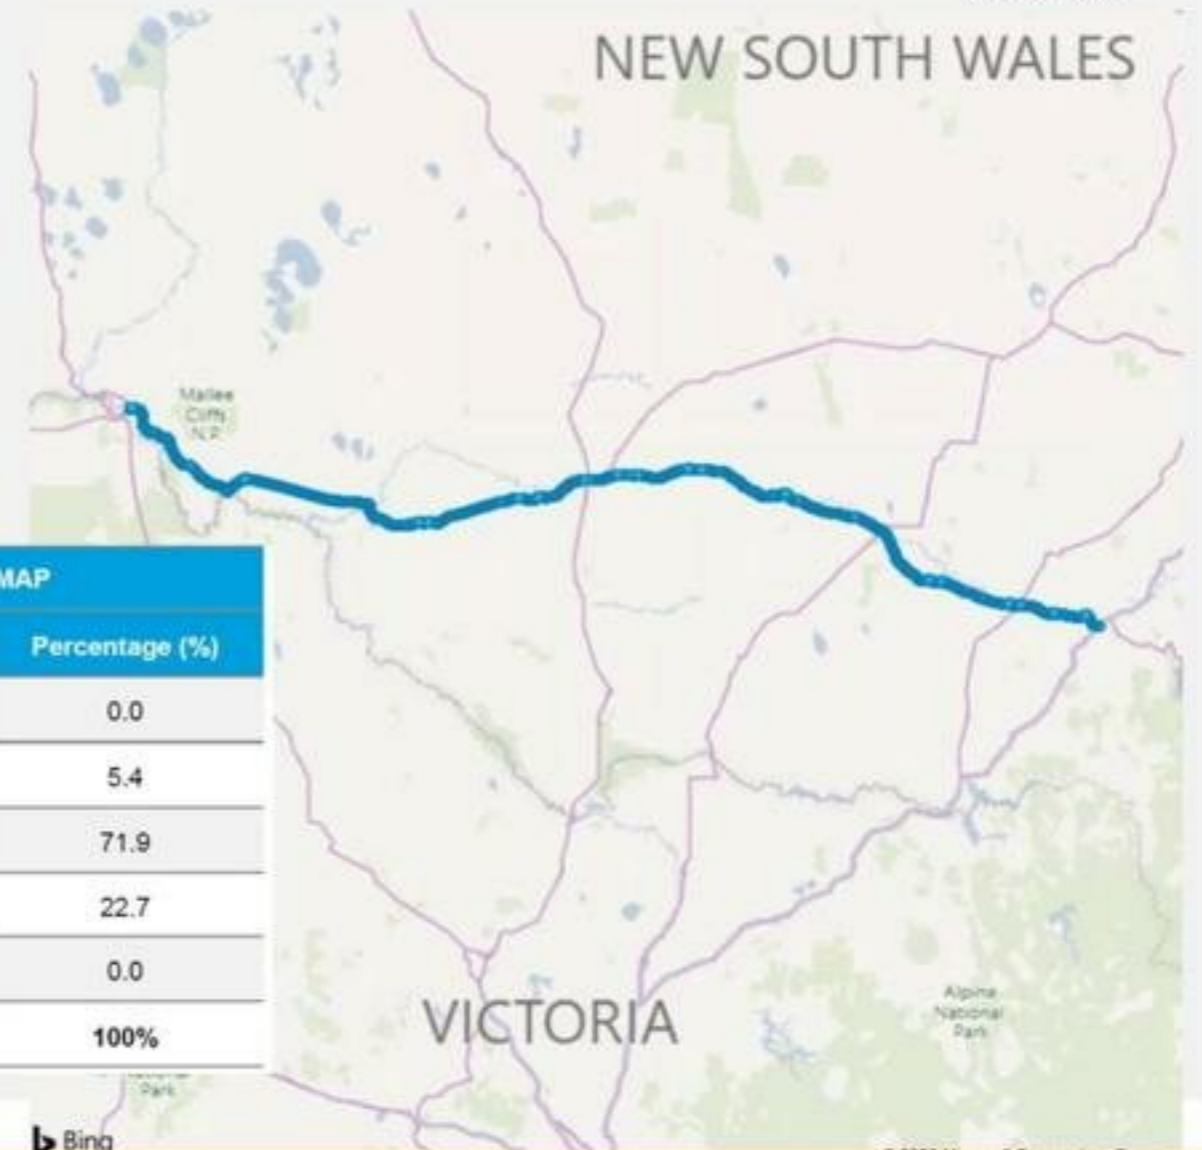 NEW SOUTH WALES
Mallee
Cliffs
N.P.
MAP
Percentage (%)
0.0
5.4
71.9
22.7
0.0
100%
VICTORIA
Alpine
National
Park
Park
Bing